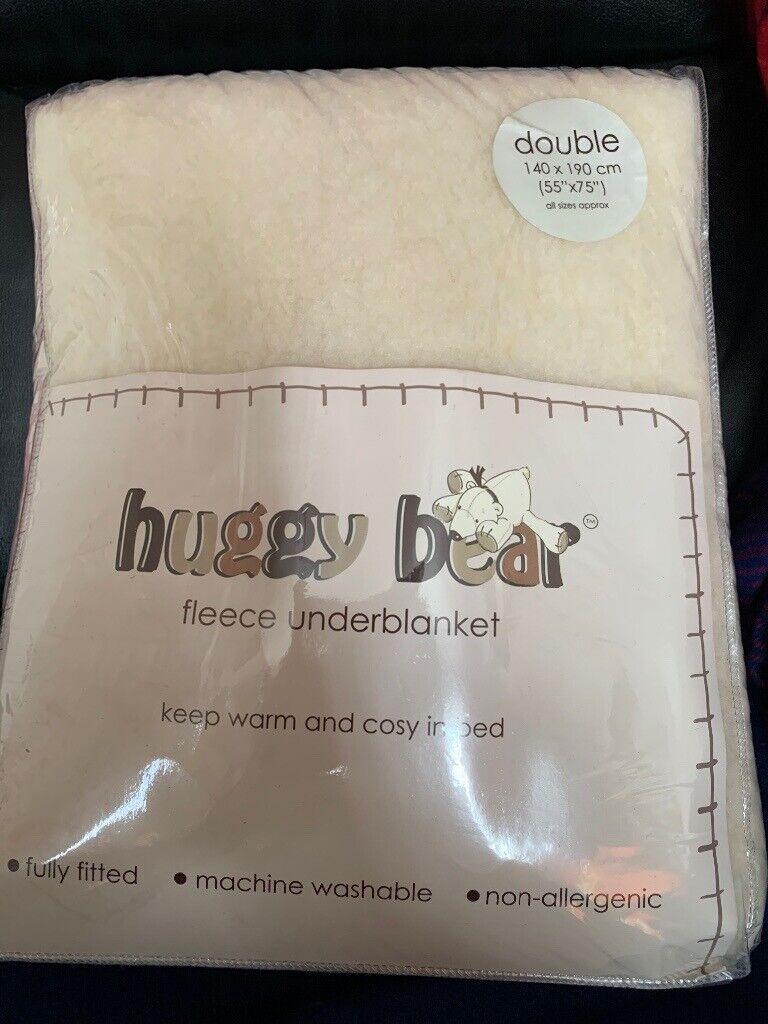 double
140 x 190 cm
(55"x75")
all sizes approx
huggy bear™
fleece underblanket
keep warm and cosy in bed
• fully fitted • machine washable • non-allergenic